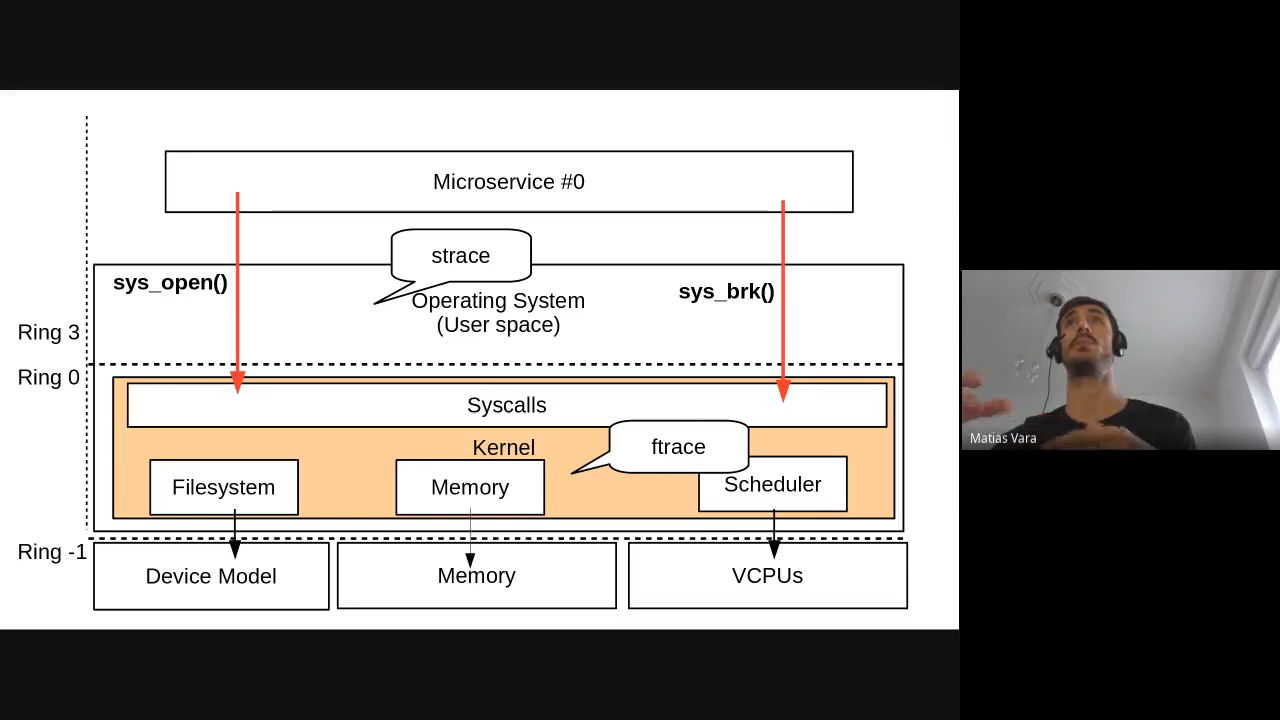 Microservice #0
strace
sys_open()
sys_brk()
Operating System
(User space)
Ring 3
Ring 0
Syscalls
Kernel
ftrace
Filesystem
Memory
Scheduler
Ring -1
Device Model
Memory
VCPUs
Matias Vara